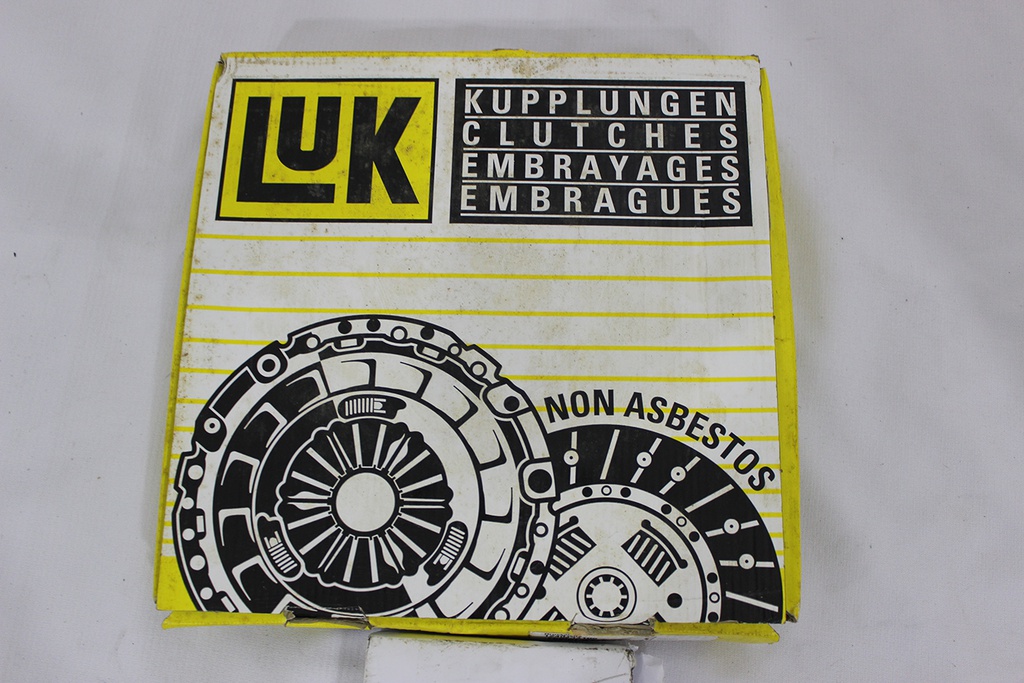 LUK
KUPPLUNGEN
CLUTCHES
EMBRAYAGES
EMBRAGUES
NON ASBESTOS